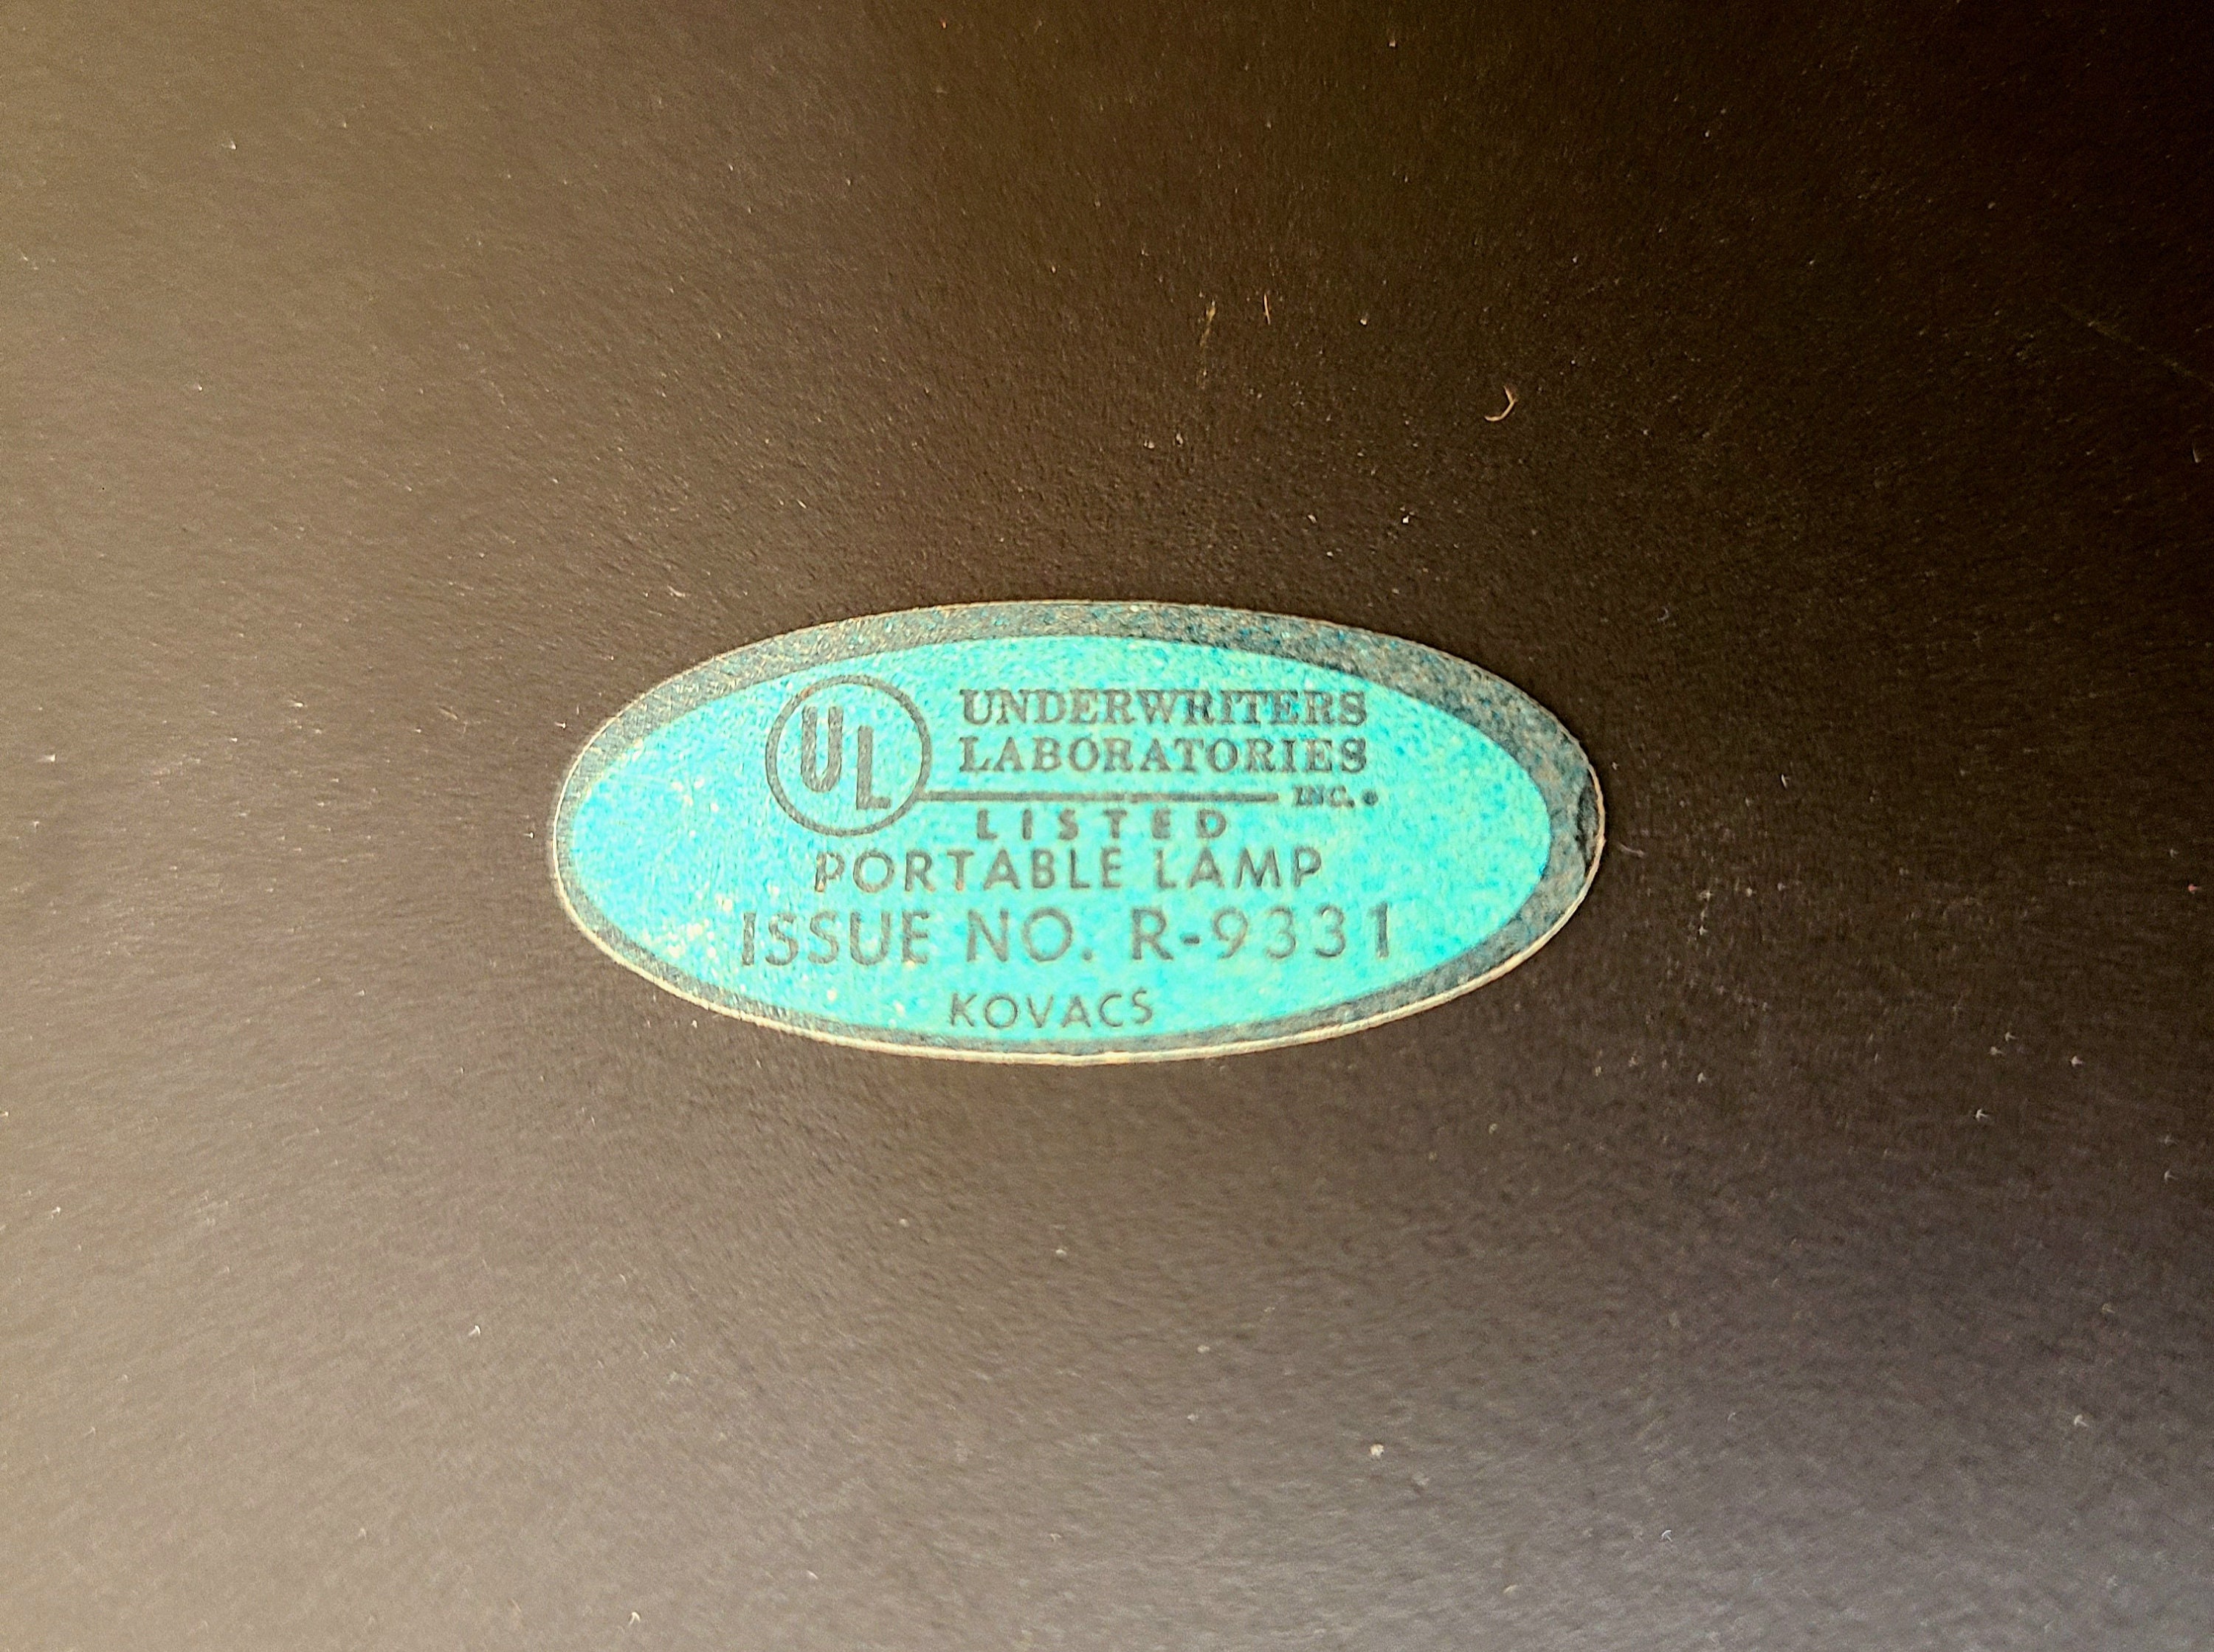 UL UNDERWRITERS
LABORATORIES
INC.®
LISTED
PORTABLE LAMP
ISSUE NO. R-9331
KOVACS